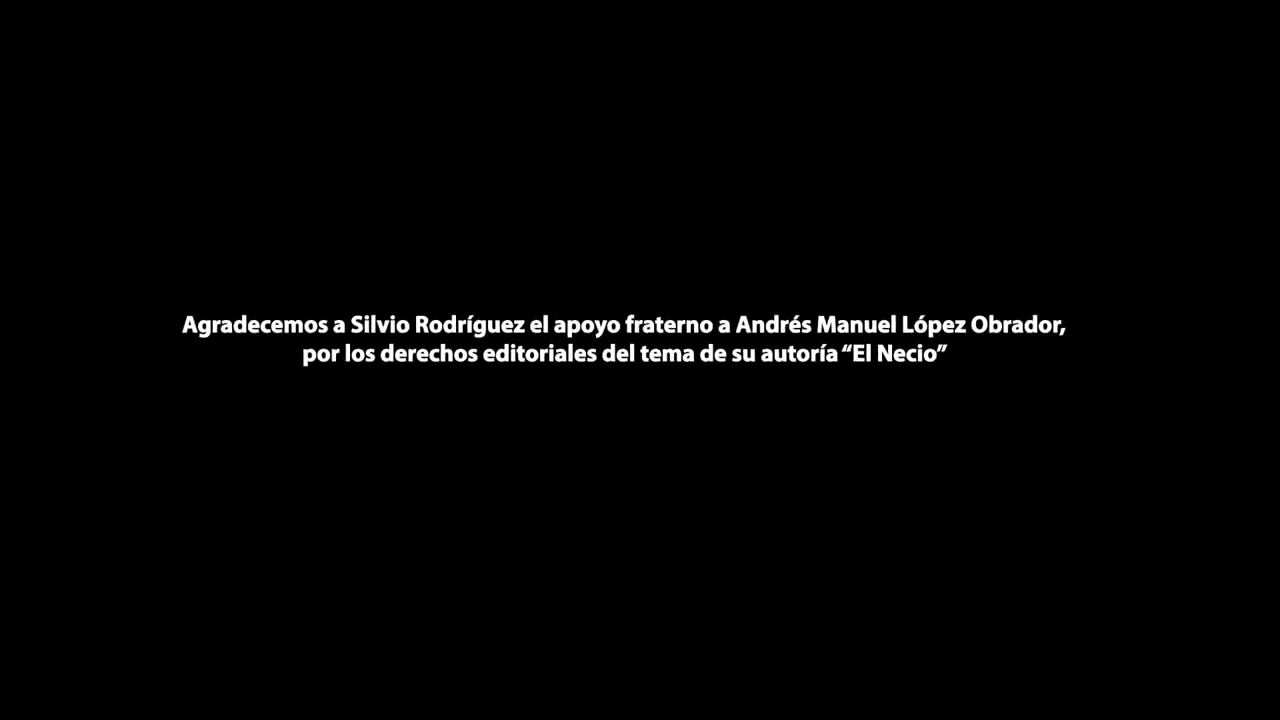 Agradecemos a Silvio Rodríguez el apoyo fraterno a Andrés Manuel López Obrador,
por los derechos editoriales del tema de su autoría “El Necio”